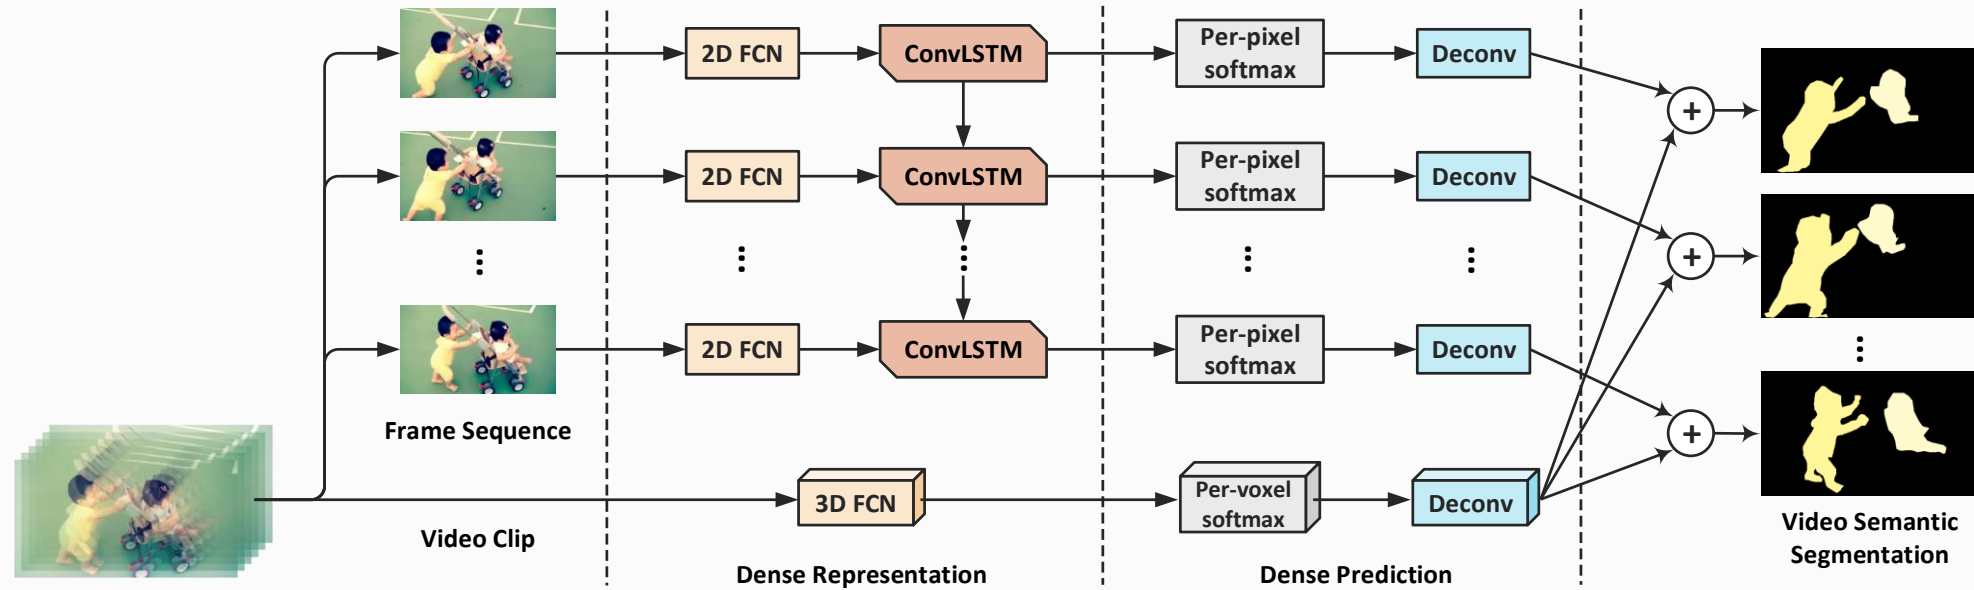 2D FCN
ConvLSTM
Per-pixel
softmax
Deconv
+
2D FCN
ConvLSTM
Per-pixel
softmax
Deconv
+
2D FCN
ConvLSTM
Per-pixel
softmax
Deconv
+
Frame Sequence
3D FCN
Per-voxel
softmax
Deconv
Video Clip
Video Semantic
Segmentation
Dense Representation
Dense Prediction